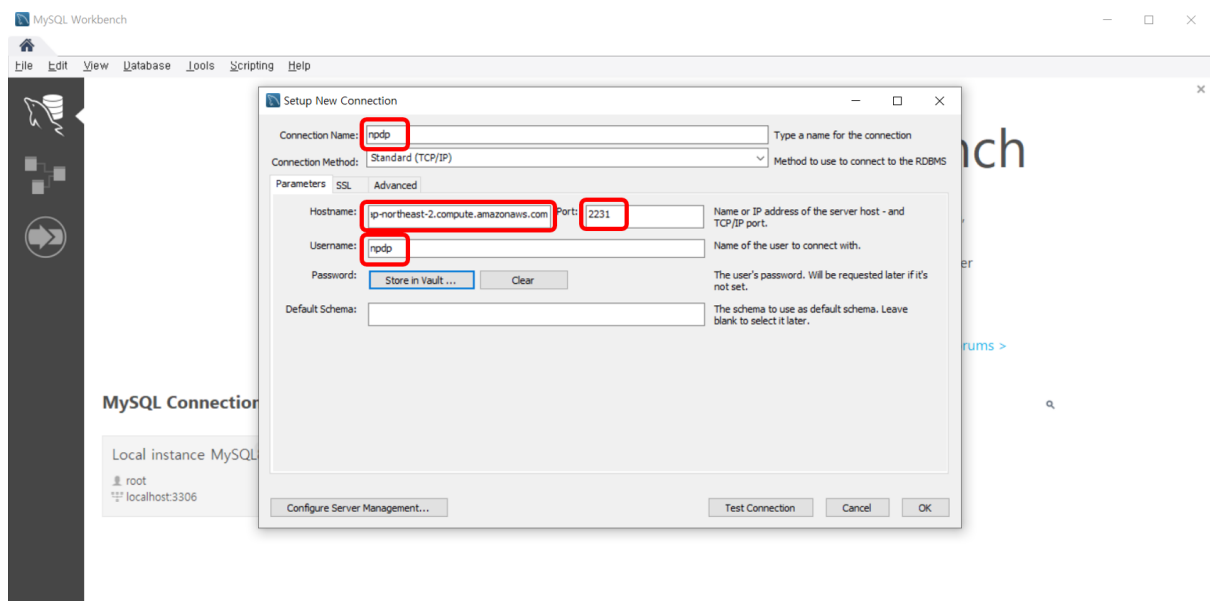 MySQL Workbench
File Edit View Database Tools Scripting Help
Setup New Connection
ch
Connection Name: npdp Type a name for the connection
Connection Method: Standard (TCP/IP) Method to use to connect to the RDBMS
Parameters SSL Advanced
Hostname: ip-northeast-2.compute.amazonaws.com Port: 2231 Name or IP address of the server host - and
TCP/IP port.
Username: npdp Name of the user to connect with.
er
Password: Store in Vault ... Clear The user's password. Will be requested later if it's
not set.
Default Schema: The schema to use as default schema. Leave
blank to select it later.
rums >
MySQL Connection
Local instance MySQL
root
localhost:3306
Configure Server Management... Test Connection Cancel OK